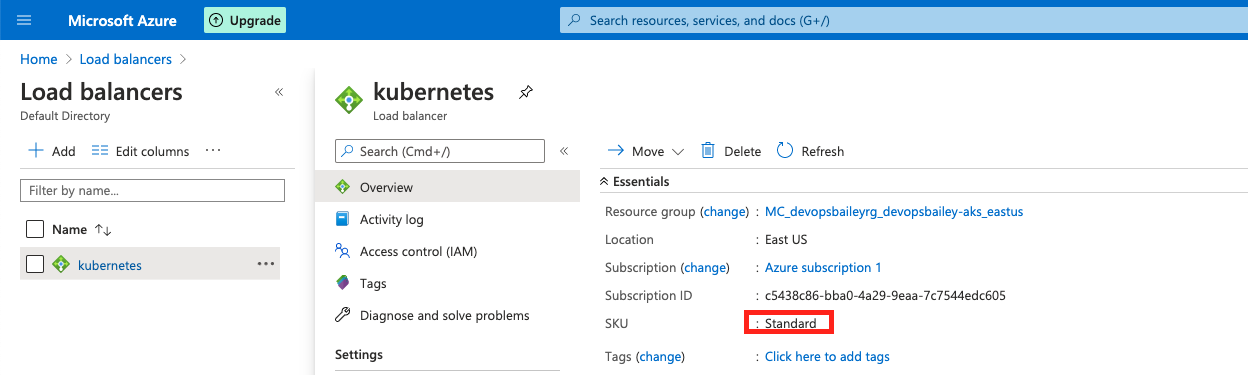 Microsoft Azure
Upgrade
Search resources, services, and docs (G+/)
Home > Load balancers >
Load balancers
Default Directory
+ Add Edit columns ...
Filter by name...
Name ↑↓
kubernetes ...
kubernetes
Load balancer
Search (Cmd+/)
Overview
Activity log
Access control (IAM)
Tags
Diagnose and solve problems
Settings
Move Delete Refresh
Essentials
Resource group (change) : MC_devopsbaileyrg_devopsbailey-aks_eastus
Location : East US
Subscription (change) : Azure subscription 1
Subscription ID : c5438c86-bba0-4a29-9eaa-7c7544edc605
SKU : Standard
Tags (change) : Click here to add tags